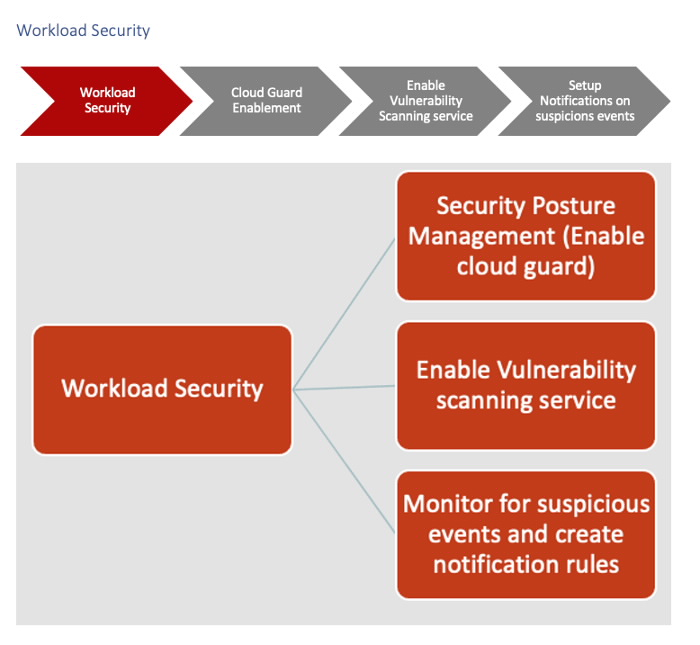 Workload Security
Workload
Security
Cloud Guard
Enablement
Enable
Vulnerability
Scanning service
Setup
Notifications on
suspicions events
Security Posture
Management (Enable
cloud guard)
Workload Security
Enable Vulnerability
scanning service
Monitor for suspicious
events and create
notification rules